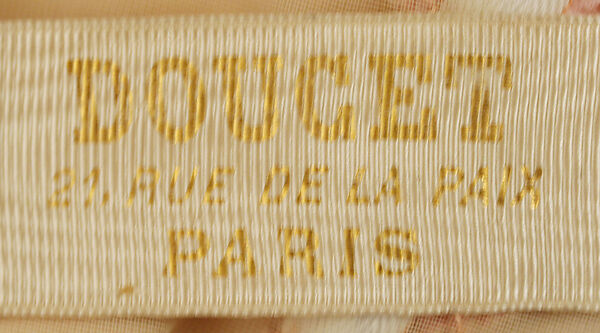 DOUCET
21, RUE DE LA PAIX
PARIS